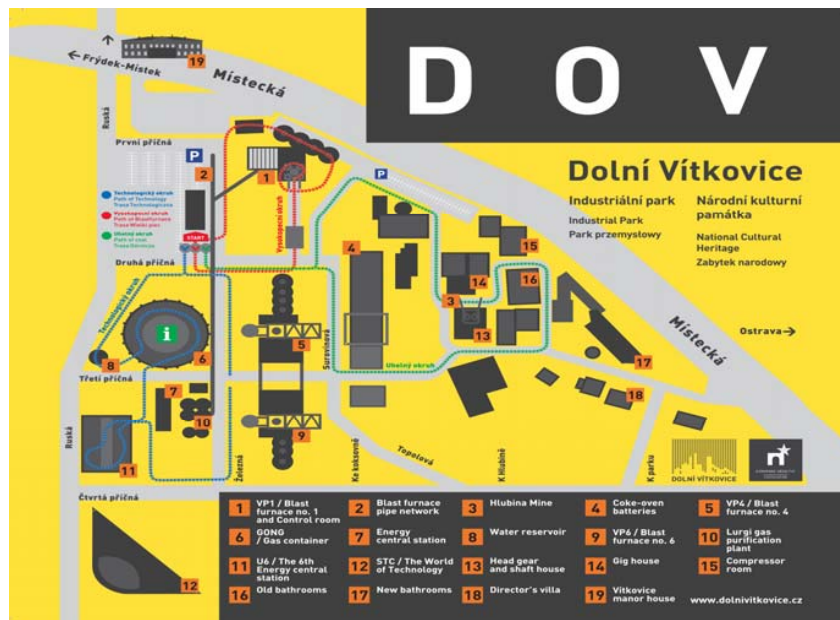 D O V
Dolní Vítkovice
Industriální park
Industrial Park
Park przemysłowy
Národní kulturní
památka
National Cultural
Heritage
Zabytek narodowy
19
Frýdek-Místek
Místecká
Ruská
První příčná
P
2
1
P
Technologický okruh
Path of Technology
Trasa Technologiczna
Vysokopecní okruh
Path of Blastfurnace
Trasa Wielki piec
Uhelný okruh
Path of coal
START
Vysokopecní okruh
Druhá příčná
4
15
14
16
3
13
Technologický okruh
i
8
6
5
Surovinová
Místecká
Ostrava
17
Třetí příčná
Uhelný okruh
18
7
10
9
11
Ruská
Železná
Ke koksovně
Topolová
K Hlubině
K parku
DOLNÍ VÍTKOVICE
Čtvrtá příčná
12
1 VP1 / Blast
furnace no. 1
and Control room
2 Blast furnace
pipe network
3 Hlubina Mine
4 Coke-oven
batteries
5 VP4 / Blast
furnace no. 4
6 GONG
/ Gas container
7 Energy
central station
8 Water reservoir
9 VP6 / Blast
furnace no. 6
10 Lurgi gas
purification
plant
11 U6 / The 6th
Energy central
station
12 STC / The World
of Technology
13 Head gear
and shaft house
14 Gig house
15 Compressor
room
16 Old bathrooms
17 New bathrooms
18 Director's villa
19 Vítkovice
manor house
www.dolnivitkovice.cz